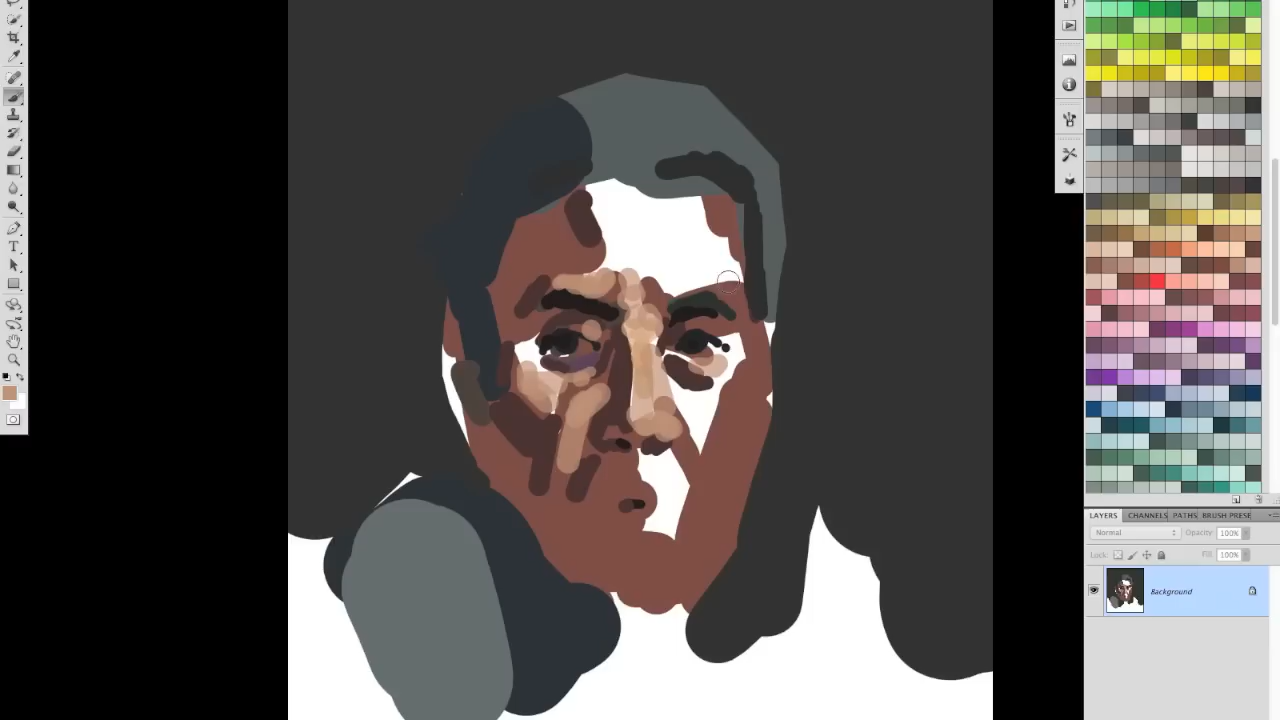 LAYERS CHANNELS PATHS BRUSH PRESE
Normal Opacity: 100%
Lock: Fill: 100%
Background